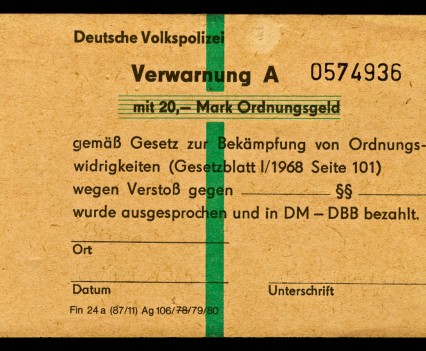 Deutsche Volkspolizei
Verwarnung A 0574936
mit 20,— Mark Ordnungsgeld
gemäß Gesetz zur Bekämpfung von Ordnungs-
widrigkeiten (Gesetzblatt I/1968 Seite 101)
wegen Verstoß gegen ________ §§ ________
wurde ausgesprochen und in DM – DBB bezahlt.
Ort
Datum Unterschrift
Fin 24 a (87/11) Ag 106/78/79/80